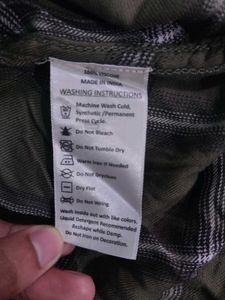 100% VISCOSE
MADE IN INDIA
WASHING INSTRUCTIONS
Machine Wash Cold,
Synthetic /Permanent
Press Cycle.
Do Not Bleach
Do Not Tumble Dry
Warm Iron if Needed
Do Not Dryclean
Dry Flat
Do Not Wring
Wash Inside out with like colors.
Liquid Detergent Recommended
Reshape while Damp.
Do Not Iron on Decoration.